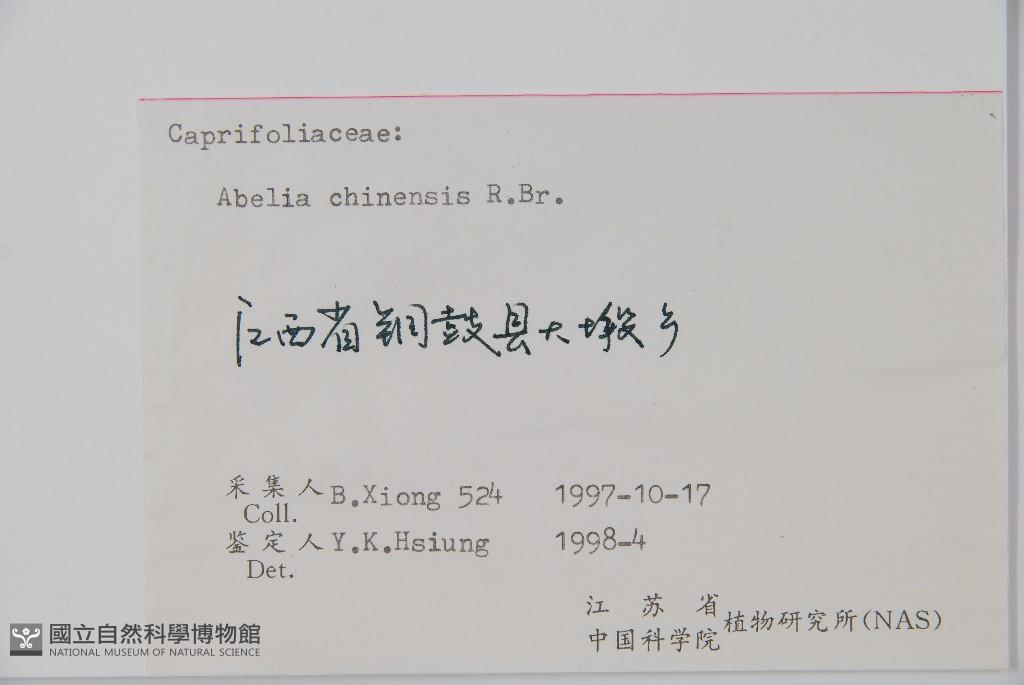 Caprifoliaceae:
Abelia chinensis R.Br.
江西省铜鼓县大塅乡
采集人 B.Xiong 524 1997-10-17
Coll.
鉴定人 Y.K.Hsiung 1998-4
Det.
江苏省
中国科学院 植物研究所(NAS)
國立自然科學博物館
NATIONAL MUSEUM OF NATURAL SCIENCE